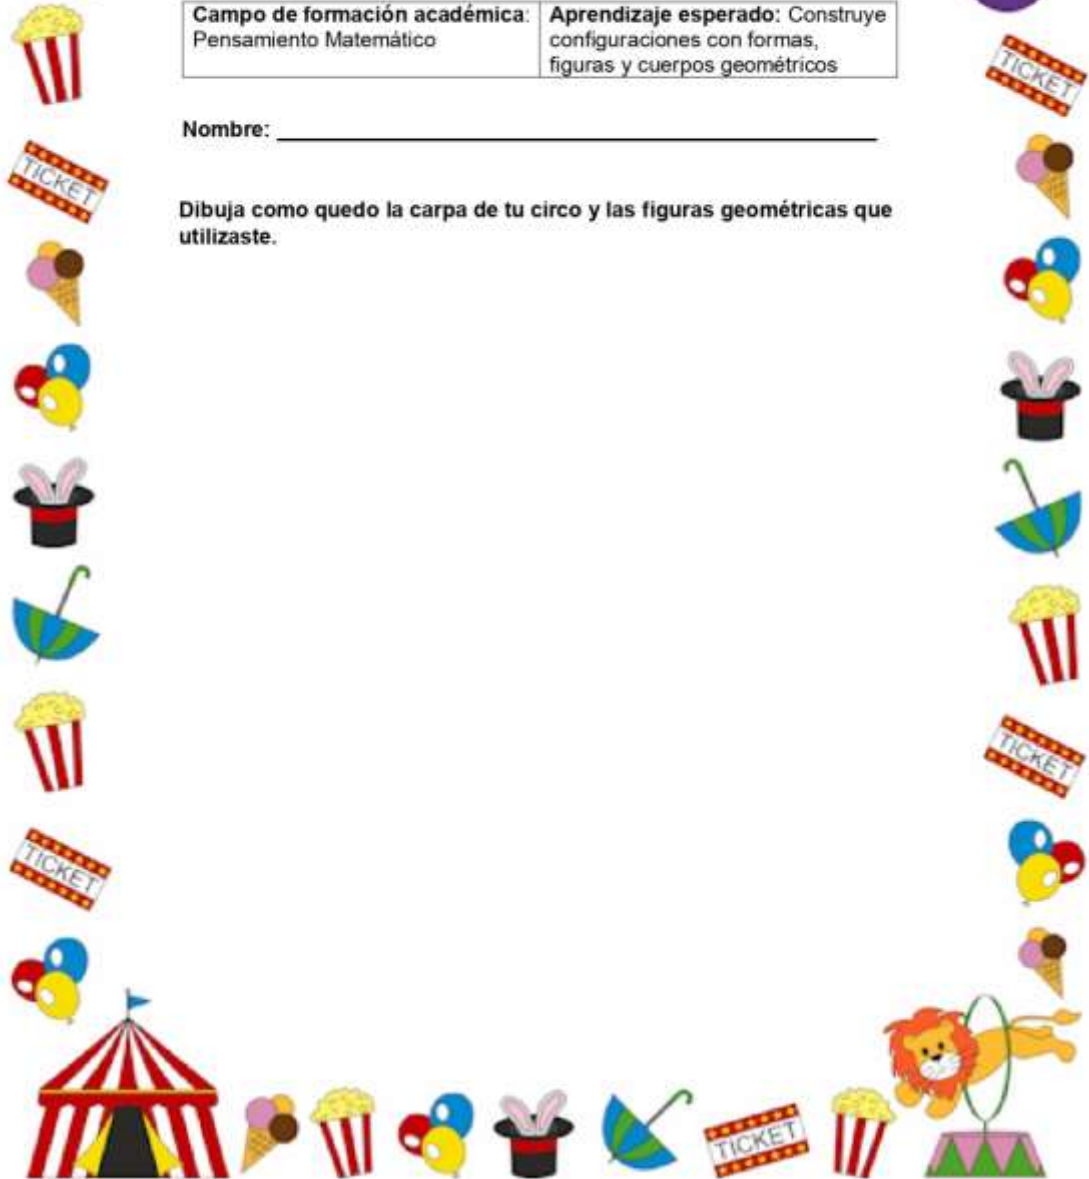 Campo de formación académica:
Pensamiento Matemático
Aprendizaje esperado: Construye
configuraciones con formas,
figuras y cuerpos geométricos
TICKET
TICKET
Nombre:
Dibuja como quedo la carpa de tu circo y las figuras geométricas que
utilizaste.
TICKET
TICKET
TICKET